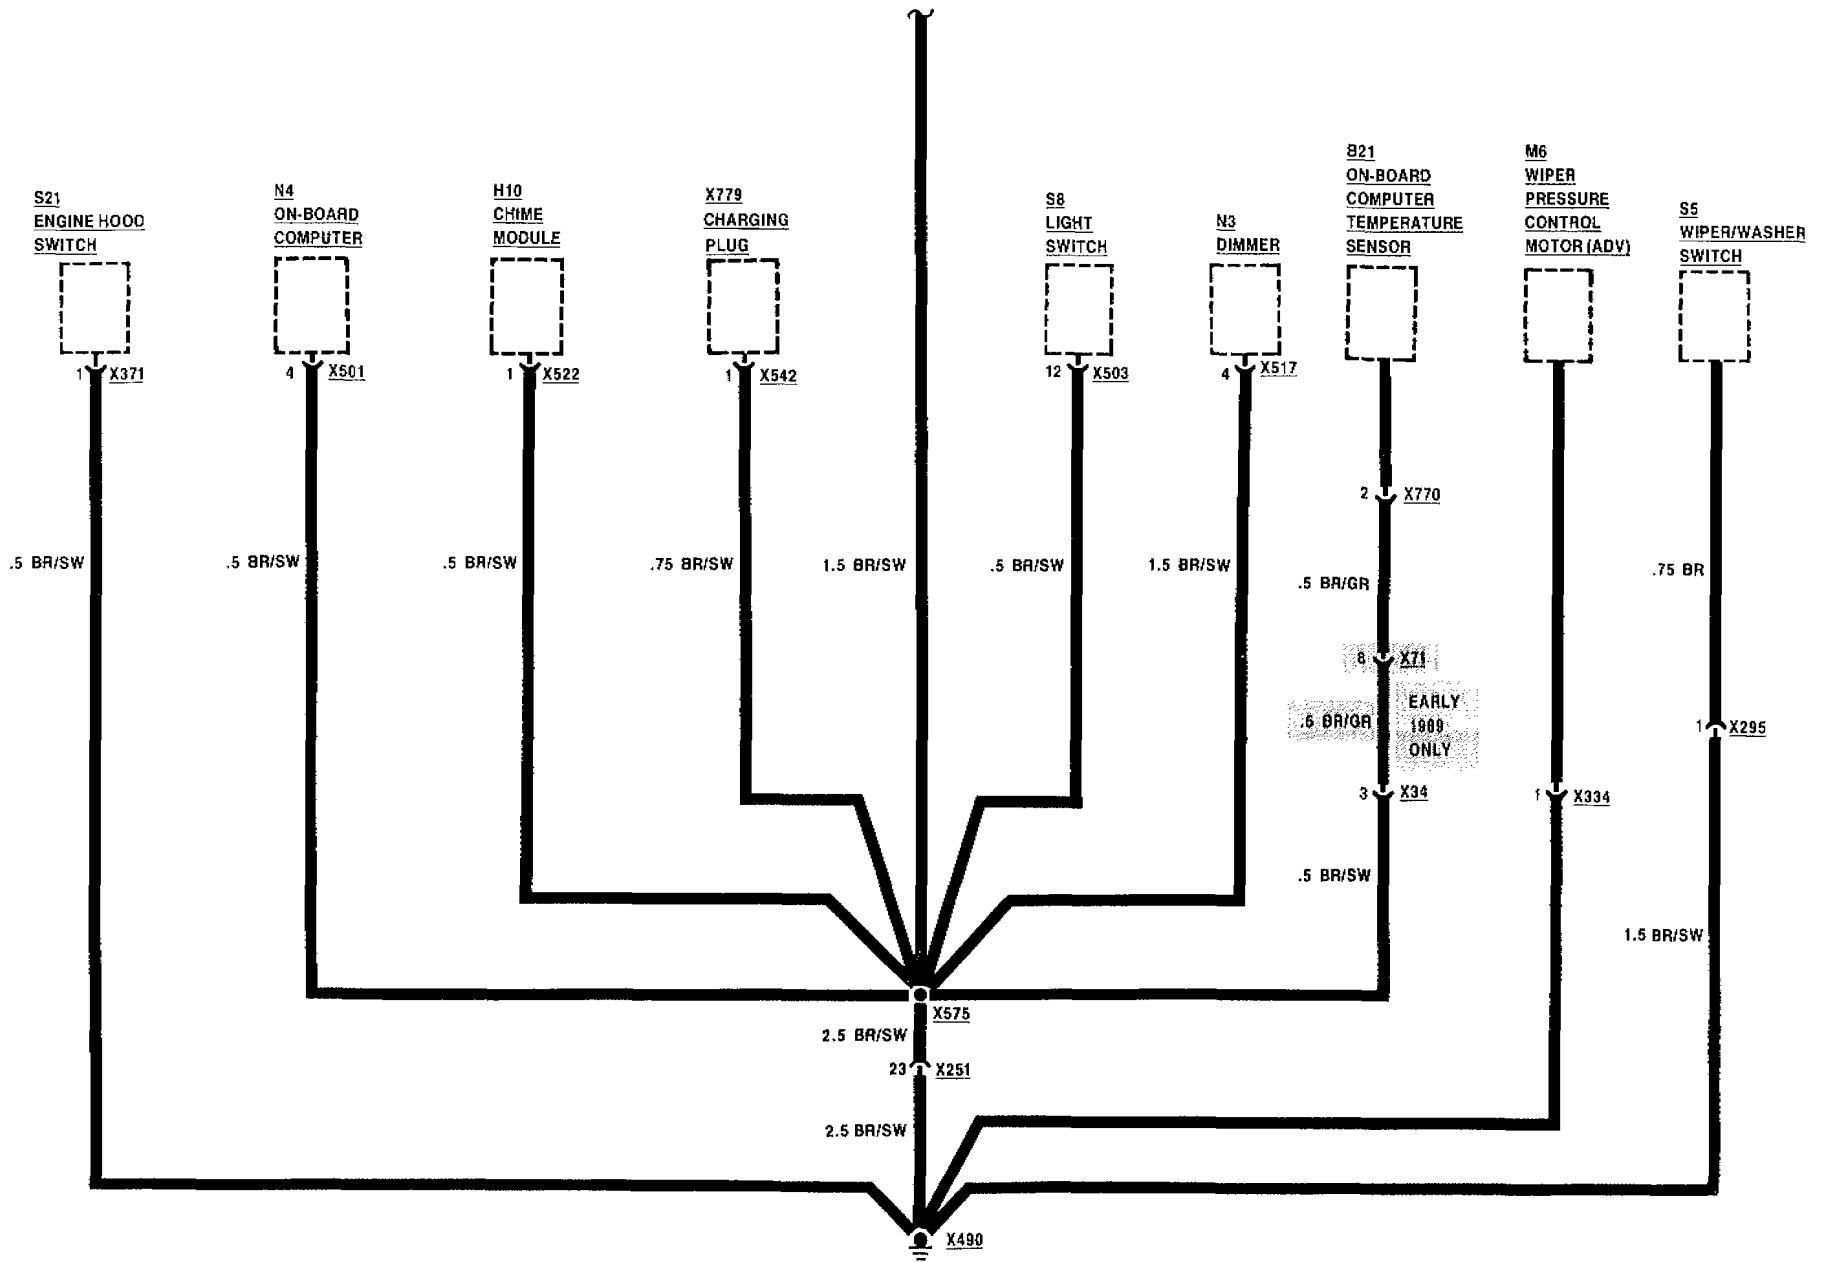 S21
ENGINE HOOD
SWITCH
N4
ON-BOARD
COMPUTER
H10
CHIME
MODULE
X779
CHARGING
PLUG
S8
LIGHT
SWITCH
N3
DIMMER
B21
ON-BOARD
COMPUTER
TEMPERATURE
SENSOR
M6
WIPER
PRESSURE
CONTROL
MOTOR (ADV)
S5
WIPER/WASHER
SWITCH
1 X371
4 X501
1 X522
1 X542
12 X503
4 X517
2 X770
.5 BR/SW
.5 BR/SW
.5 BR/SW
.75 BR/SW
1.5 BR/SW
.5 BR/SW
1.5 BR/SW
.5 BR/GR
.75 BR
8 X71
.5 BR/GR
EARLY
1989
ONLY
1 X295
3 X34
1 X334
.5 BR/SW
1.5 BR/SW
X575
2.5 BR/SW
23 X251
2.5 BR/SW
X490